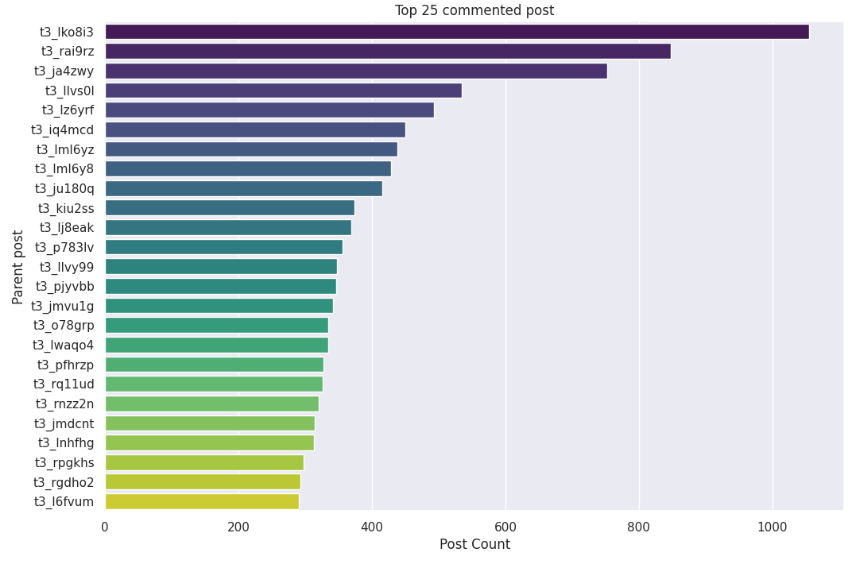 Top 25 commented post
t3_lko8i3
t3_rai9rz
t3_ja4zwy
t3_llvs0l
t3_lz6yrf
t3_iq4mcd
t3_lml6yz
t3_lml6y8
t3_ju180q
t3_kiu2ss
t3_lj8eak
t3_p783lv
t3_llvy99
t3_pjyvbb
t3_jmvu1g
t3_o78grp
t3_lwaqo4
t3_pfhrzp
t3_rq11ud
t3_rnzz2n
t3_jmdcnt
t3_lnhfhg
t3_rpgkhs
t3_rgdho2
t3_l6fvum
Parent post
0 200 400 600 800 1000
Post Count